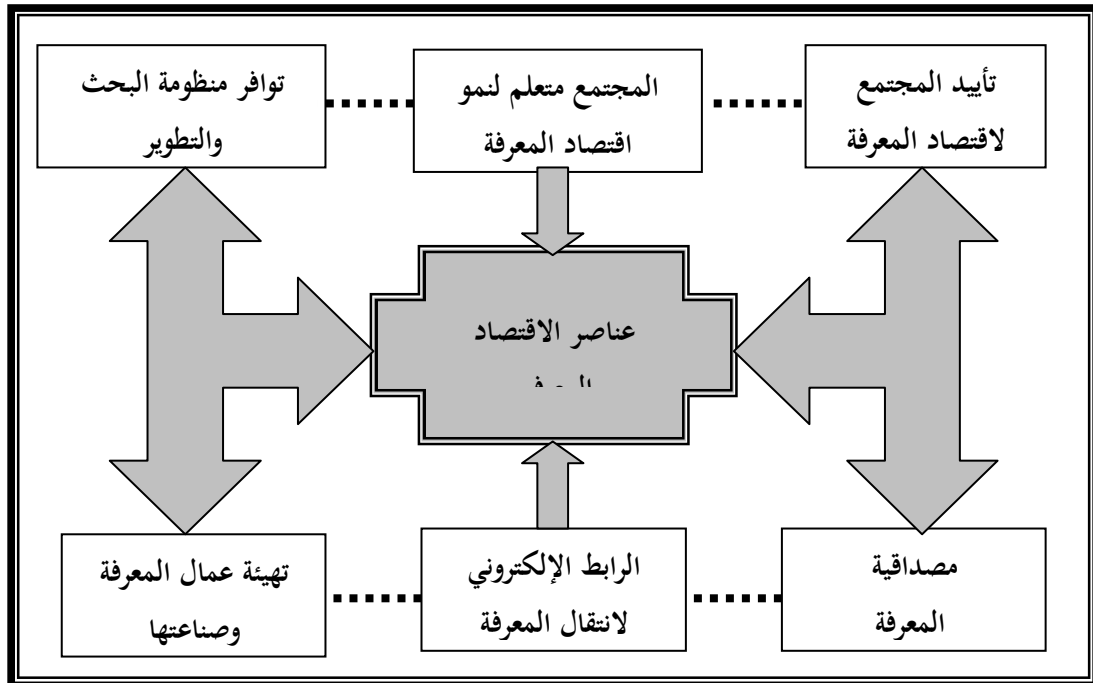 تأييد المجتمع
لاقتصاد المعرفة
المجتمع متعلم لنمو
اقتصاد المعرفة
توافر منظومة البحث
والتطوير
عناصر الاقتصاد
مصداقية
المعرفة
الرابط الإلكتروني
لانتقال المعرفة
تهيئة عمال المعرفة
وصناعتها